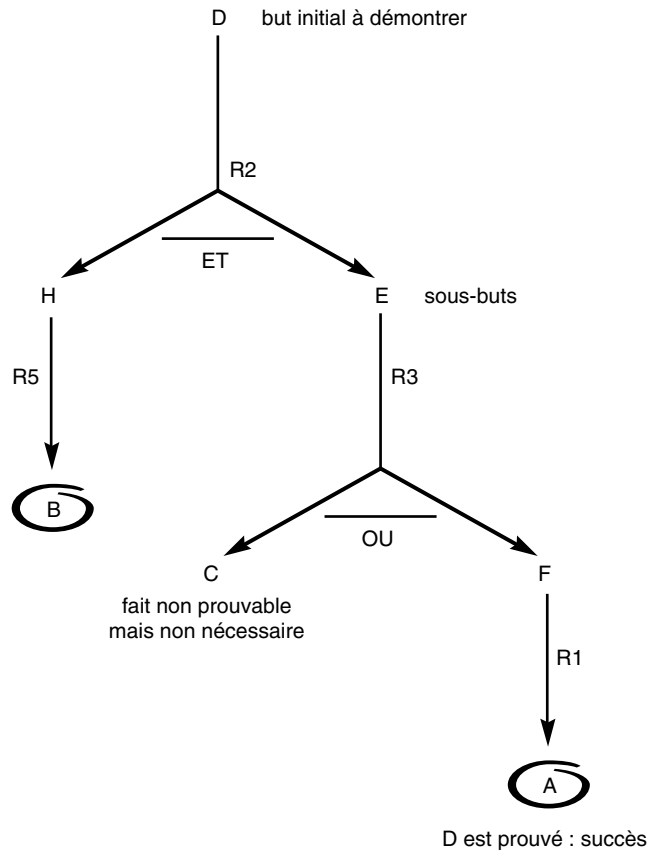 D but initial à démontrer
R2
ET
H E sous-buts
R5 R3
B
OU
C F
fait non prouvable
mais non nécessaire
R1
A
D est prouvé : succès